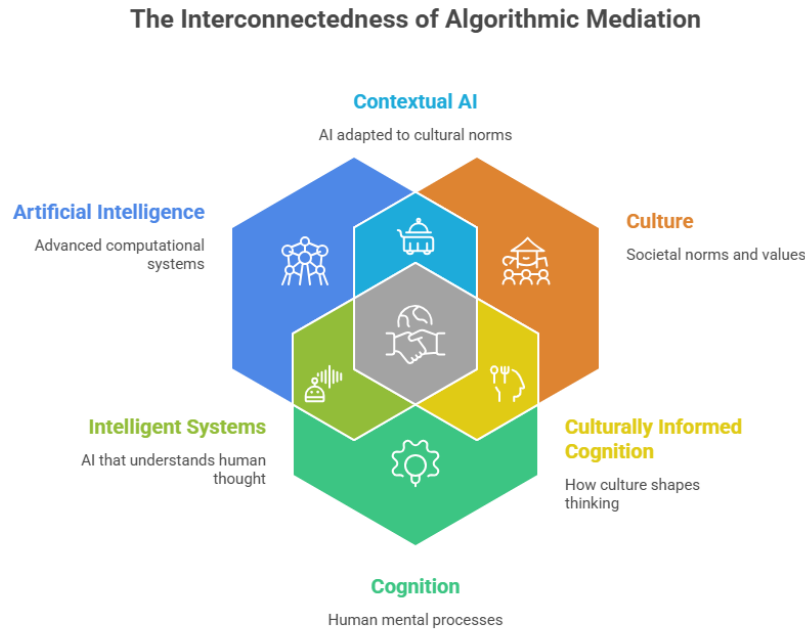 The Interconnectedness of Algorithmic Mediation
Contextual AI
AI adapted to cultural norms
Artificial Intelligence
Advanced computational
systems
Culture
Societal norms and values
Intelligent Systems
AI that understands human
thought
Culturally Informed
Cognition
How culture shapes
thinking
Cognition
Human mental processes